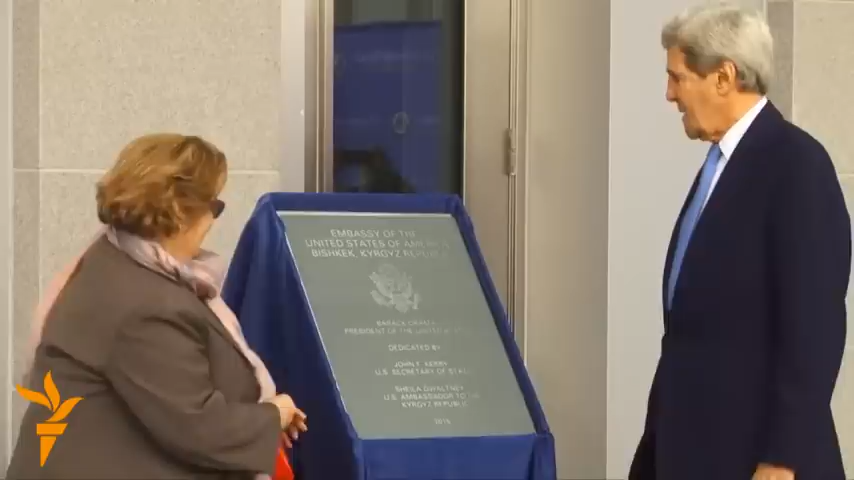 EMBASSY OF THE
UNITED STATES OF AMERICA
BISHKEK, KYRGYZ REPUBLIC
BARACK OBAMA
PRESIDENT OF THE UNITED
DEDICATED BY
JOHN F. KERRY
U.S. SECRETARY OF STATE
SHEILA GWALTNEY
U.S. AMBASSADOR TO THE
KYRGYZ REPUBLIC
2015